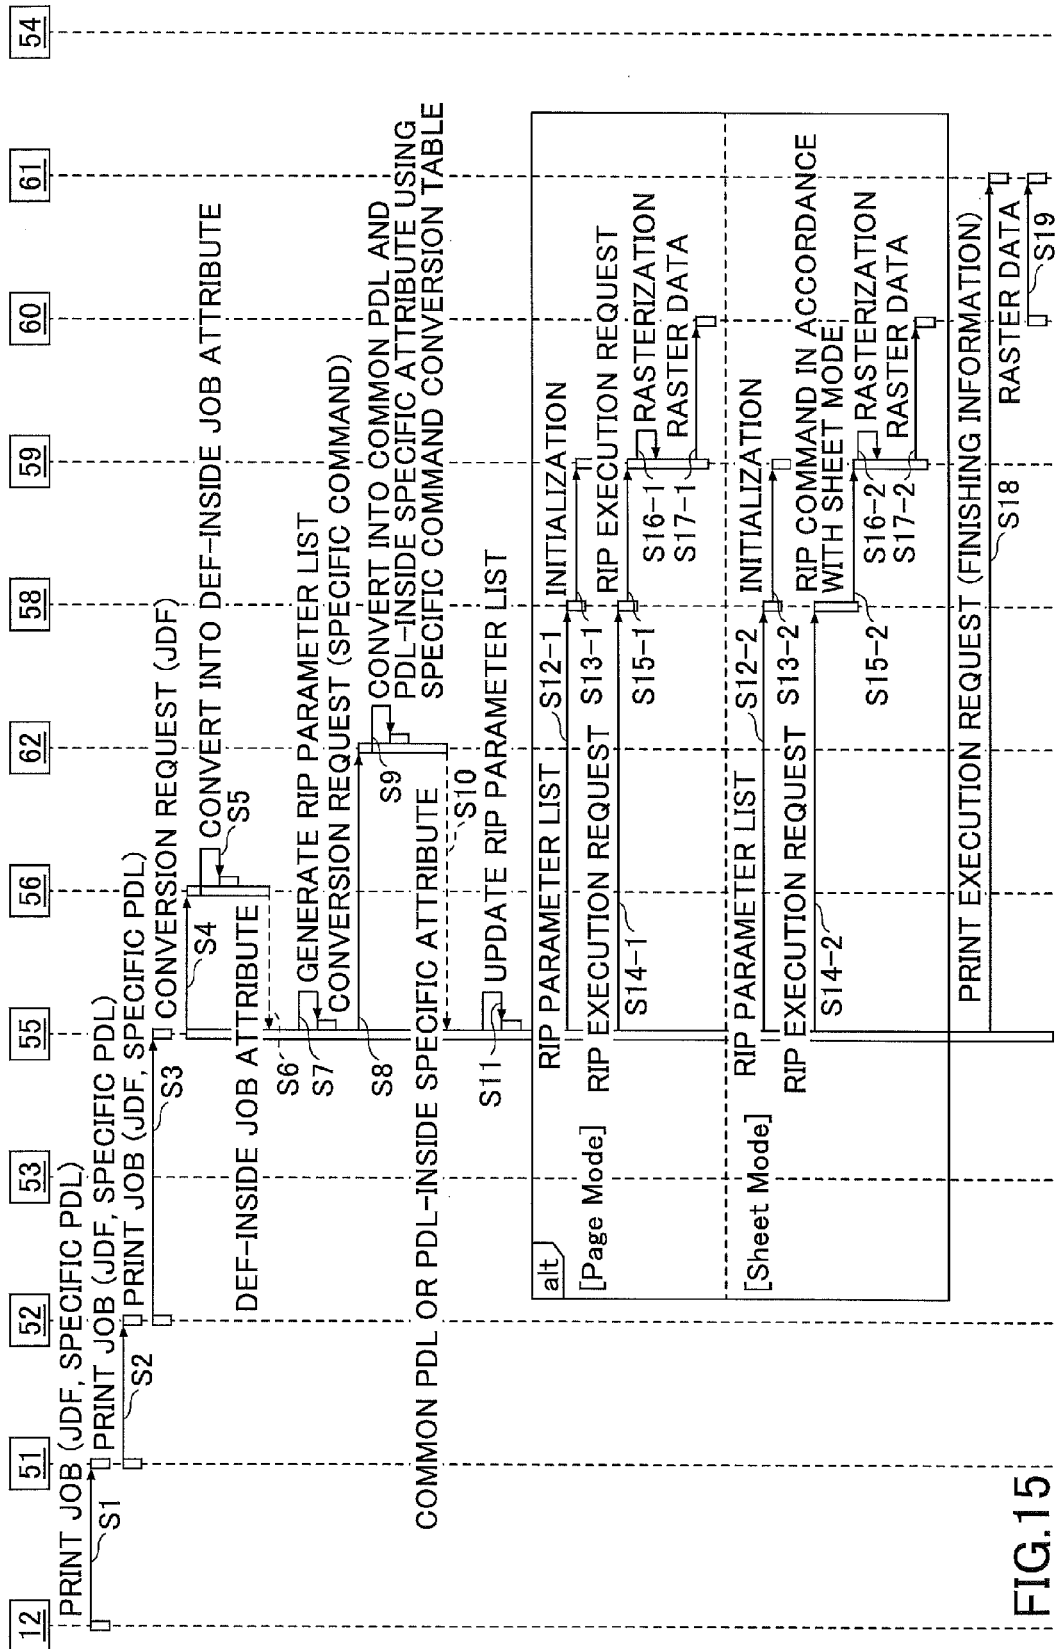 12
51
52
53
55
56
62
58
59
60
61
54
PRINT JOB (JDF, SPECIFIC PDL)
S1
PRINT JOB (JDF, SPECIFIC PDL)
S2
PRINT JOB (JDF, SPECIFIC PDL)
S3
CONVERSION REQUEST (JDF)
S4
CONVERT INTO DEF-INSIDE JOB ATTRIBUTE
S5
DEF-INSIDE JOB ATTRIBUTE
S6
GENERATE RIP PARAMETER LIST
S7
CONVERSION REQUEST (SPECIFIC COMMAND)
S8
CONVERT INTO COMMON PDL AND
PDL-INSIDE SPECIFIC ATTRIBUTE USING
SPECIFIC COMMAND CONVERSION TABLE
S9
COMMON PDL OR PDL-INSIDE SPECIFIC ATTRIBUTE
S10
UPDATE RIP PARAMETER LIST
S11
alt
[Page Mode]
RIP PARAMETER LIST
S12-1
INITIALIZATION
S13-1
RIP EXECUTION REQUEST
S14-1
RIP EXECUTION REQUEST
S15-1
RASTERIZATION
S16-1
RASTER DATA
S17-1
[Sheet Mode]
RIP PARAMETER LIST
S12-2
INITIALIZATION
S13-2
RIP EXECUTION REQUEST
S14-2
RIP COMMAND IN ACCORDANCE
WITH SHEET MODE
S15-2
RASTERIZATION
S16-2
RASTER DATA
S17-2
PRINT EXECUTION REQUEST (FINISHING INFORMATION)
S18
RASTER DATA
S19
FIG.15